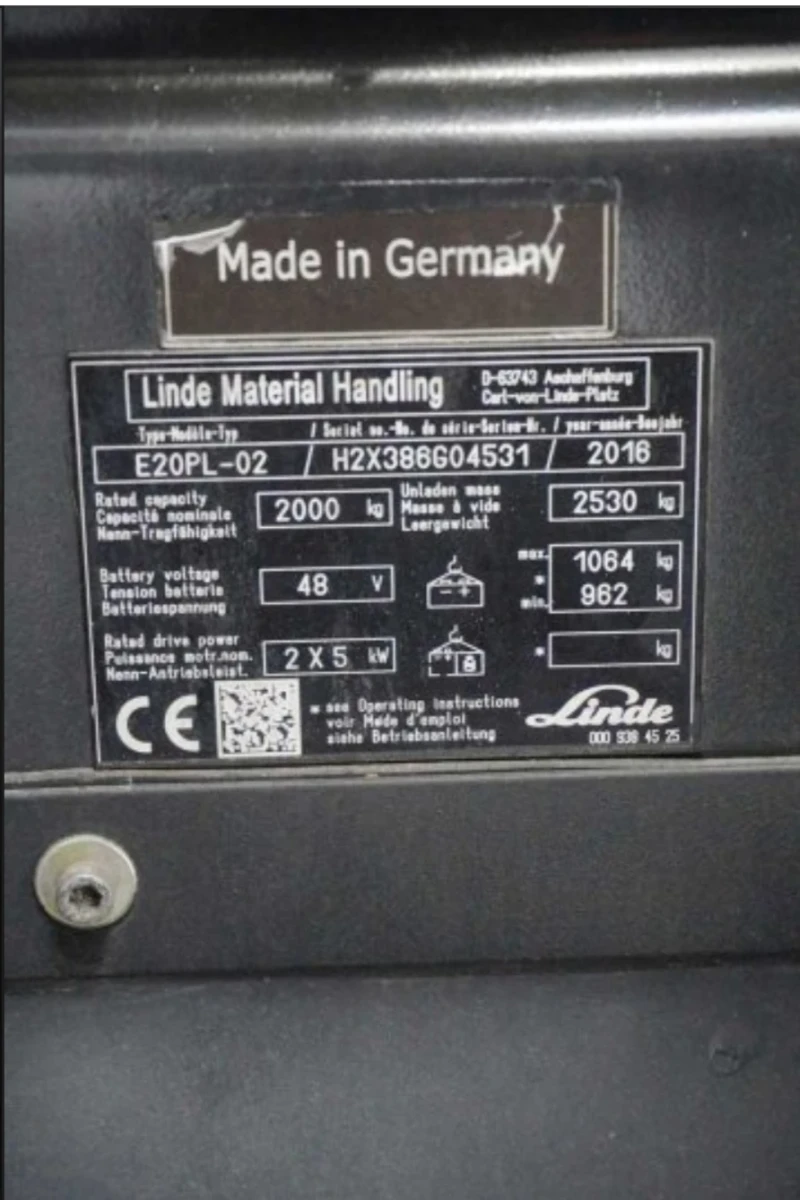 Made in Germany
Linde Material Handling
D-63743 Aschaffenburg
Carl-von-Linde-Platz
Type-Modèle-Typ / Serial no.-No. de série-Serien-Nr. / year-année-Baujahr
E20PL-02 / H2X386G04531 / 2016
Rated capacity
Capacité nominale
Nenn-Tragfähigkeit
2000 kg
Unladen mass
Masse à vide
Leergewicht
2530 kg
Battery voltage
Tension batterie
Batteriespannung
48 V
max. 1064 kg
*
min. 962 kg
Rated drive power
Puissance motr.nom.
Nenn-Antriebsleist.
2 X 5 kW
* kg
CE
* see Operating instructions
voir Mode d'emploi
siehe Betriebsanleitung
Linde
000 938 45 25